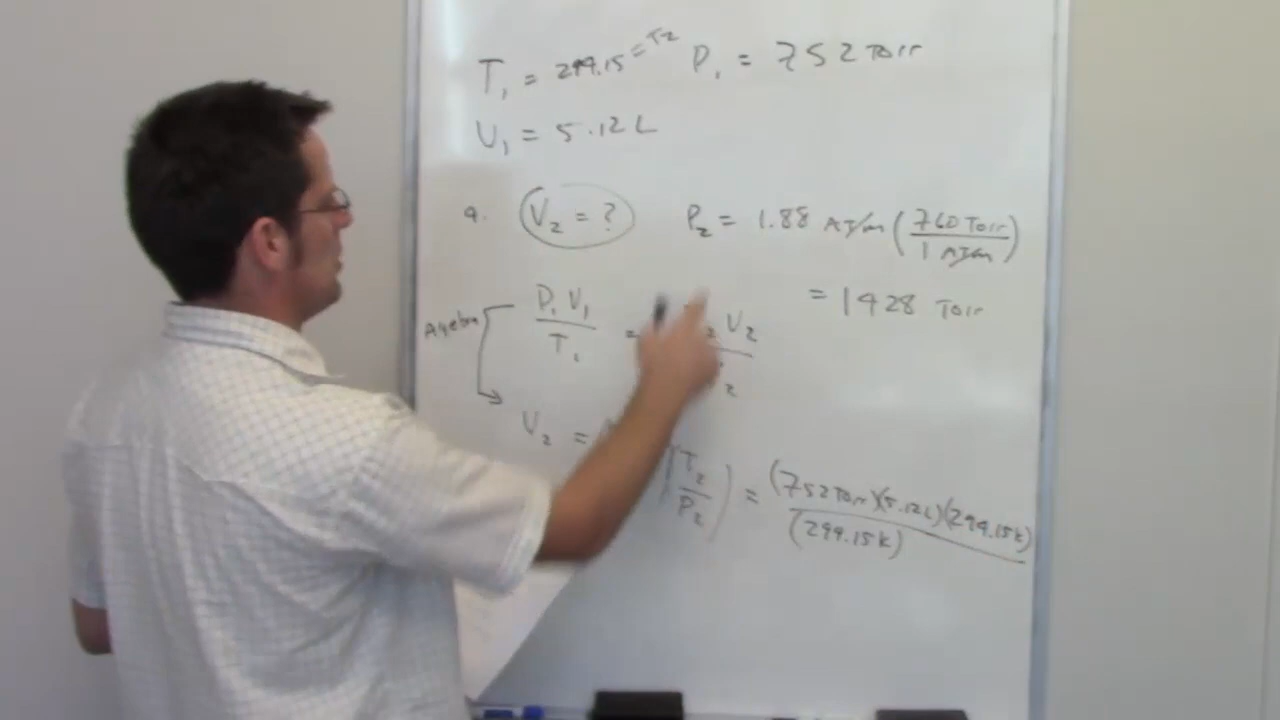 T₁ = 299.15 = T₂ P₁ = 752 Torr
V₁ = 5.12 L
a. V₂ = ? P₂ = 1.88 Atm (760 Torr / 1 Atm)
= 1428 Torr
Algebra P₁ V₁ / T₁ = V₂ / ₂
V₂ = (T₂ / P₂) = (752 Torr)(5.12 L)(299.15 K) / (299.15 K)